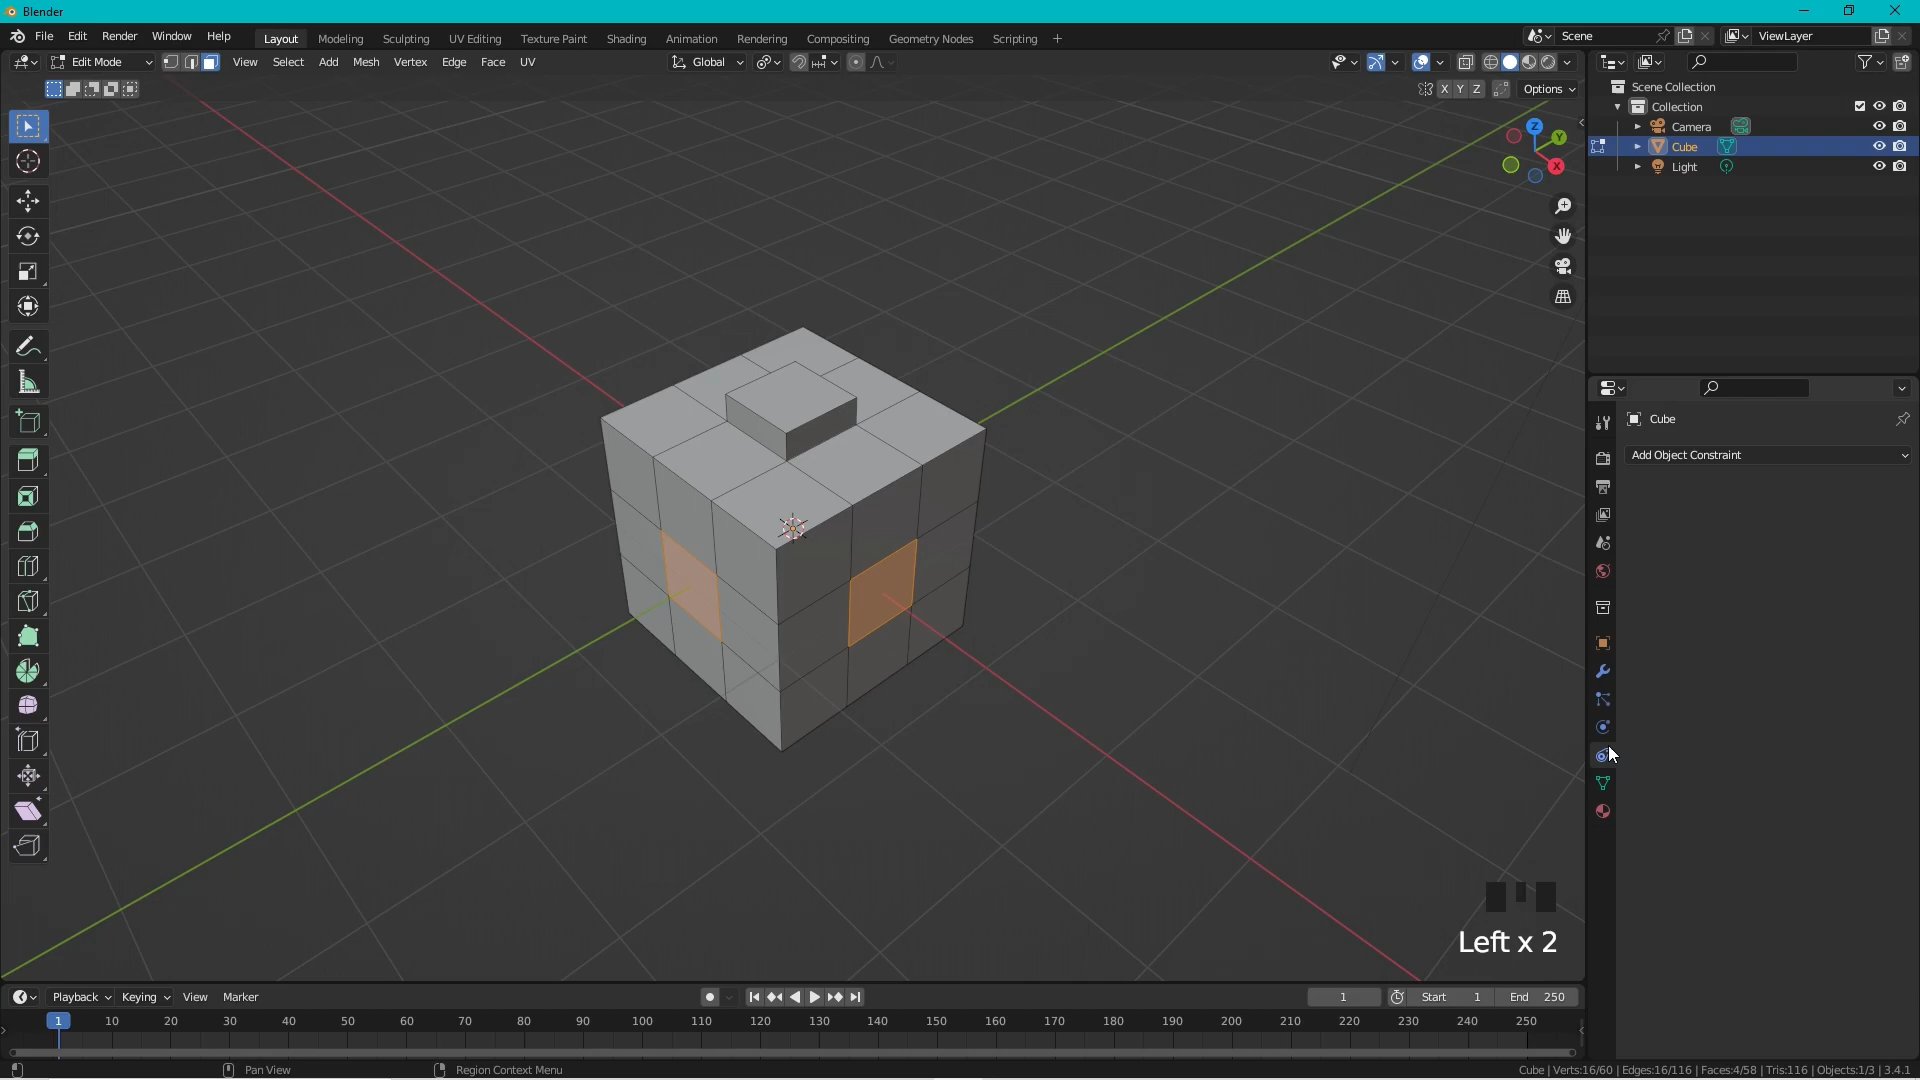 Blender
File Edit Render Window Help Layout Modeling Sculpting UV Editing Texture Paint Shading Animation Rendering Compositing Geometry Nodes Scripting + Scene ViewLayer
Edit Mode View Select Add Mesh Vertex Edge Face UV Global
X Y Z Options
Scene Collection
Collection
Camera
Cube
Light
Z
Y
X
Cube
Add Object Constraint
Left x 2
Playback Keying View Marker 1 Start 1 End 250
1 10 20 30 40 50 60 70 80 90 100 110 120 130 140 150 160 170 180 190 200 210 220 230 240 250
Pan View Region Context Menu Cube | Verts:16/60 | Edges:16/116 | Faces:4/58 | Tris:116 | Objects:1/3 | 3.4.1